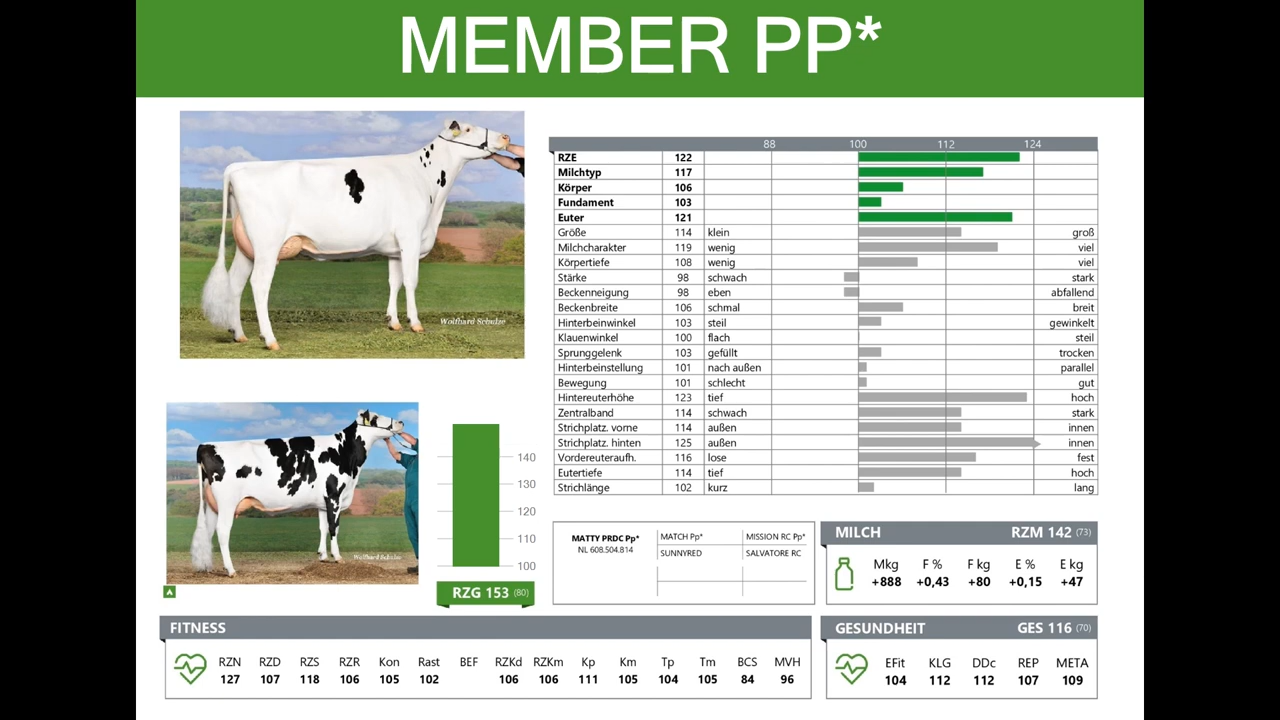 MEMBER PP*
Wolfhard Schulze
88 100 112 124
RZE 122
Milchtyp 117
Körper 106
Fundament 103
Euter 121
Größe 114 klein groß
Milchcharakter 119 wenig viel
Körpertiefe 108 wenig viel
Stärke 98 schwach stark
Beckenneigung 98 eben abfallend
Beckenbreite 106 schmal breit
Hinterbeinwinkel 103 steil gewinkelt
Klauenwinkel 100 flach steil
Sprunggelenk 103 gefüllt trocken
Hinterbeinstellung 101 nach außen parallel
Bewegung 101 schlecht gut
Hintereuterhöhe 123 tief hoch
Zentralband 114 schwach stark
Strichplatz. vorne 114 außen innen
Strichplatz. hinten 125 außen innen
Vordereuteraufh. 116 lose fest
Eutertiefe 114 tief hoch
Strichlänge 102 kurz lang
Wolfhard Schulze
140
130
120
110
100
RZG 153 (80)
MATTY PRDC Pp*
NL 608.504.814
MATCH Pp* MISSION RC Pp*
SUNNYRED SALVATORE RC
MILCH RZM 142 (73)
Mkg F % F kg E % E kg
+888 +0,43 +80 +0,15 +47
FITNESS
RZN RZD RZS RZR Kon Rast BEF RZKd RZKm Kp Km Tp Tm BCS MVH
127 107 118 106 105 102 106 106 111 105 104 105 84 96
GESUNDHEIT GES 116 (70)
EFit KLG DDc REP META
104 112 112 107 109